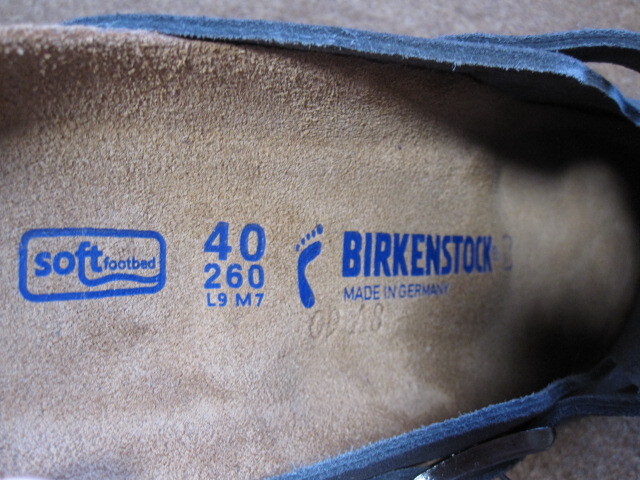 soft footbed
40
260
L9 M7
BIRKENSTOCK
MADE IN GERMANY